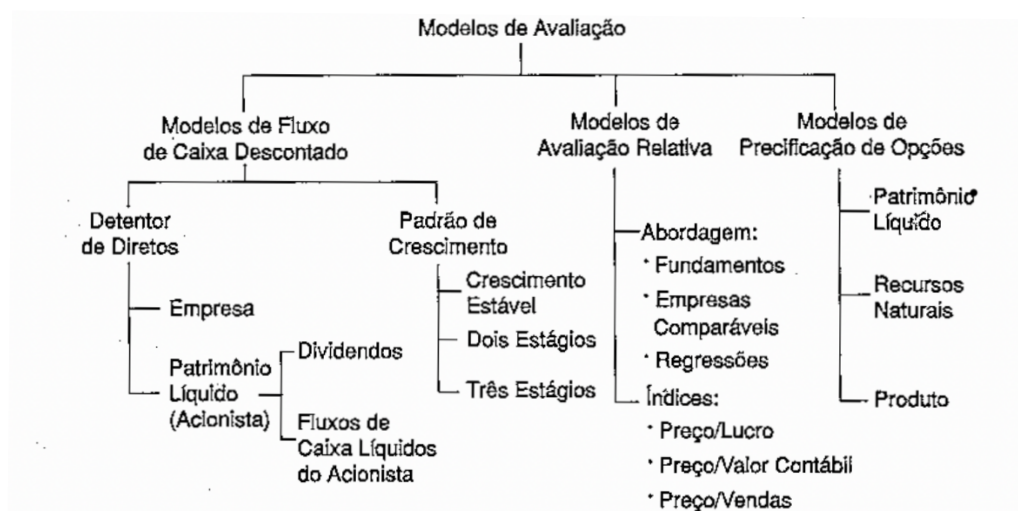 Modelos de Avaliação
Modelos de Fluxo
de Caixa Descontado
Detentor
de Diretos
Empresa
Patrimônio
Líquido
(Acionista)
Dividendos
Fluxos de
Caixa Líquidos
do Acionista
Padrão de
Crescimento
Crescimento
Estável
Dois Estágios
Três Estágios
Modelos de
Avaliação Relativa
Abordagem:
• Fundamentos
• Empresas
Comparáveis
• Regressões
Índices:
• Preço/Lucro
• Preço/Valor Contábil
• Preço/Vendas
Modelos de
Precificação de Opções
Patrimônio
Líquido
Recursos
Naturais
Produto